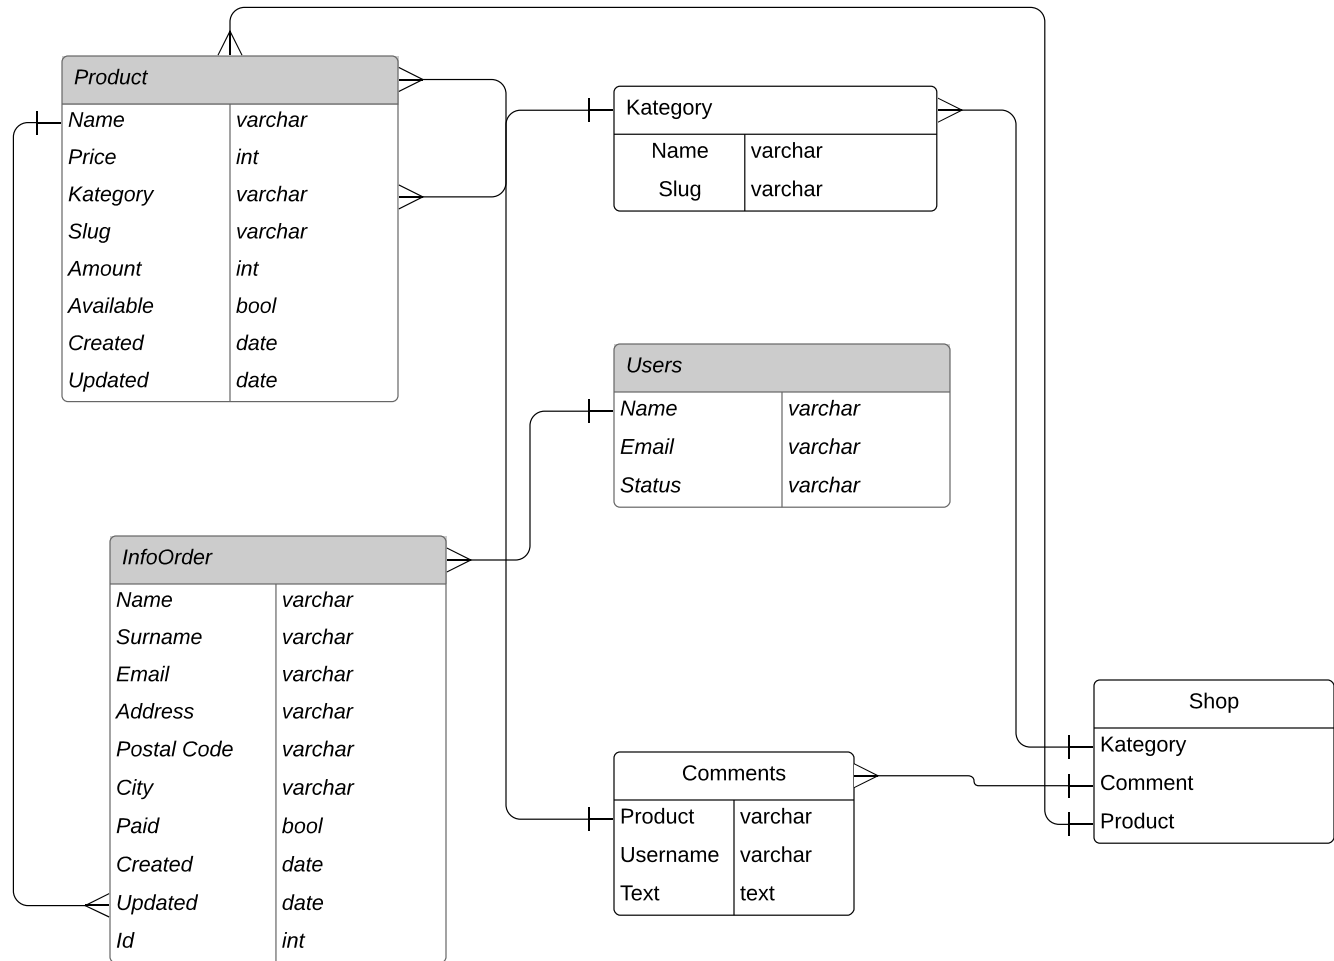 Product
Name varchar
Price int
Kategory varchar
Slug varchar
Amount int
Available bool
Created date
Updated date
Kategory
Name varchar
Slug varchar
Users
Name varchar
Email varchar
Status varchar
InfoOrder
Name varchar
Surname varchar
Email varchar
Address varchar
Postal Code varchar
City varchar
Paid bool
Created date
Updated date
Id int
Comments
Product varchar
Username varchar
Text text
Shop
Kategory
Comment
Product